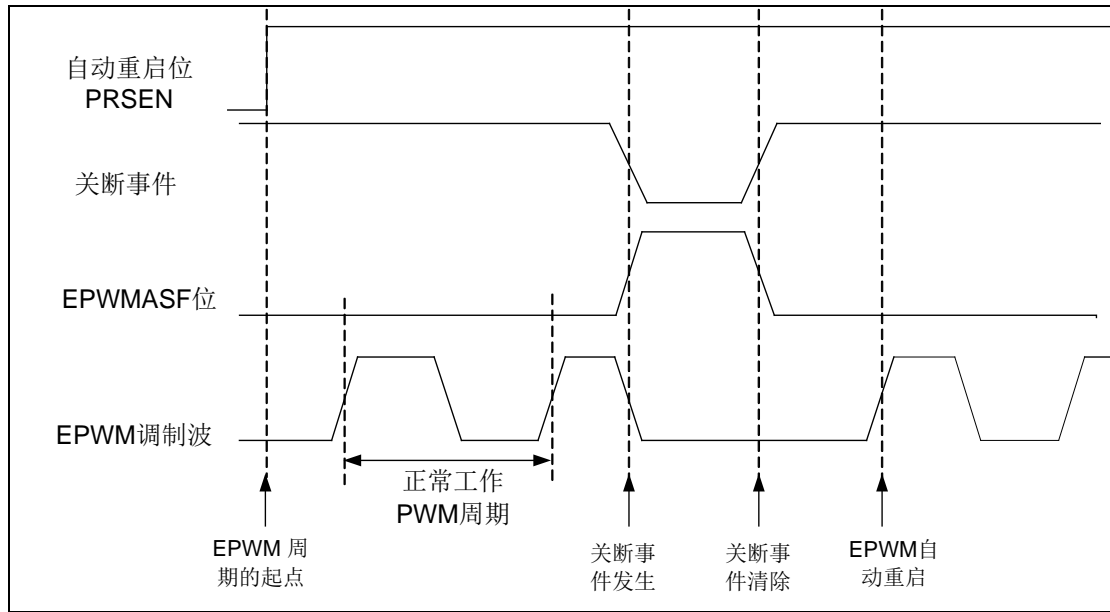 自动重启位
PRSEN
关断事件
EPWMASF位
EPWM调制波
正常工作
PWM周期
EPWM 周
期的起点
关断事
件发生
关断事
件清除
EPWM自
动重启